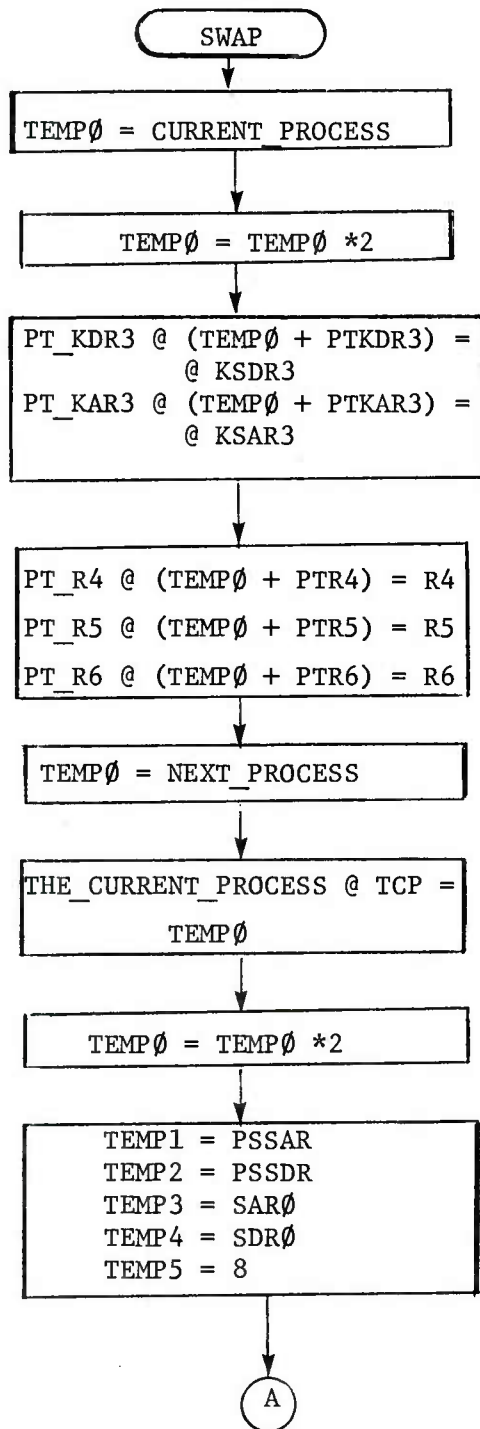 SWAP
TEMPØ = CURRENT_PROCESS
TEMPØ = TEMPØ *2
PT_KDR3 @ (TEMPØ + PTKDR3) =
@ KSDR3
PT_KAR3 @ (TEMPØ + PTKAR3) =
@ KSAR3
PT_R4 @ (TEMPØ + PTR4) = R4
PT_R5 @ (TEMPØ + PTR5) = R5
PT_R6 @ (TEMPØ + PTR6) = R6
TEMPØ = NEXT_PROCESS
THE_CURRENT_PROCESS @ TCP =
TEMPØ
TEMPØ = TEMPØ *2
TEMP1 = PSSAR
TEMP2 = PSSDR
TEMP3 = SARØ
TEMP4 = SDRØ
TEMP5 = 8
A